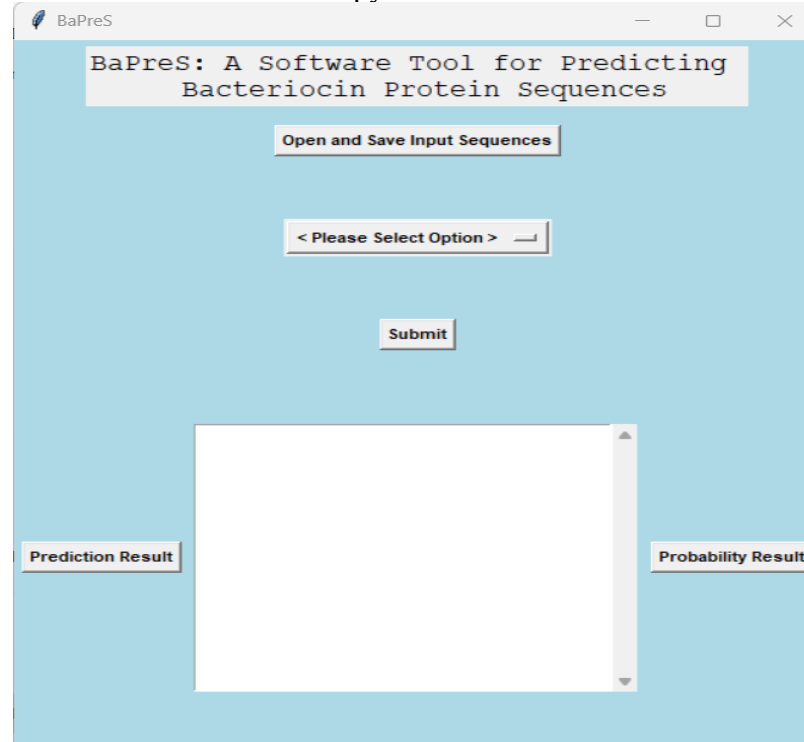 BaPreS
BaPreS: A Software Tool for Predicting
Bacteriocin Protein Sequences
Open and Save Input Sequences
< Please Select Option >
Submit
Prediction Result
Probability Result